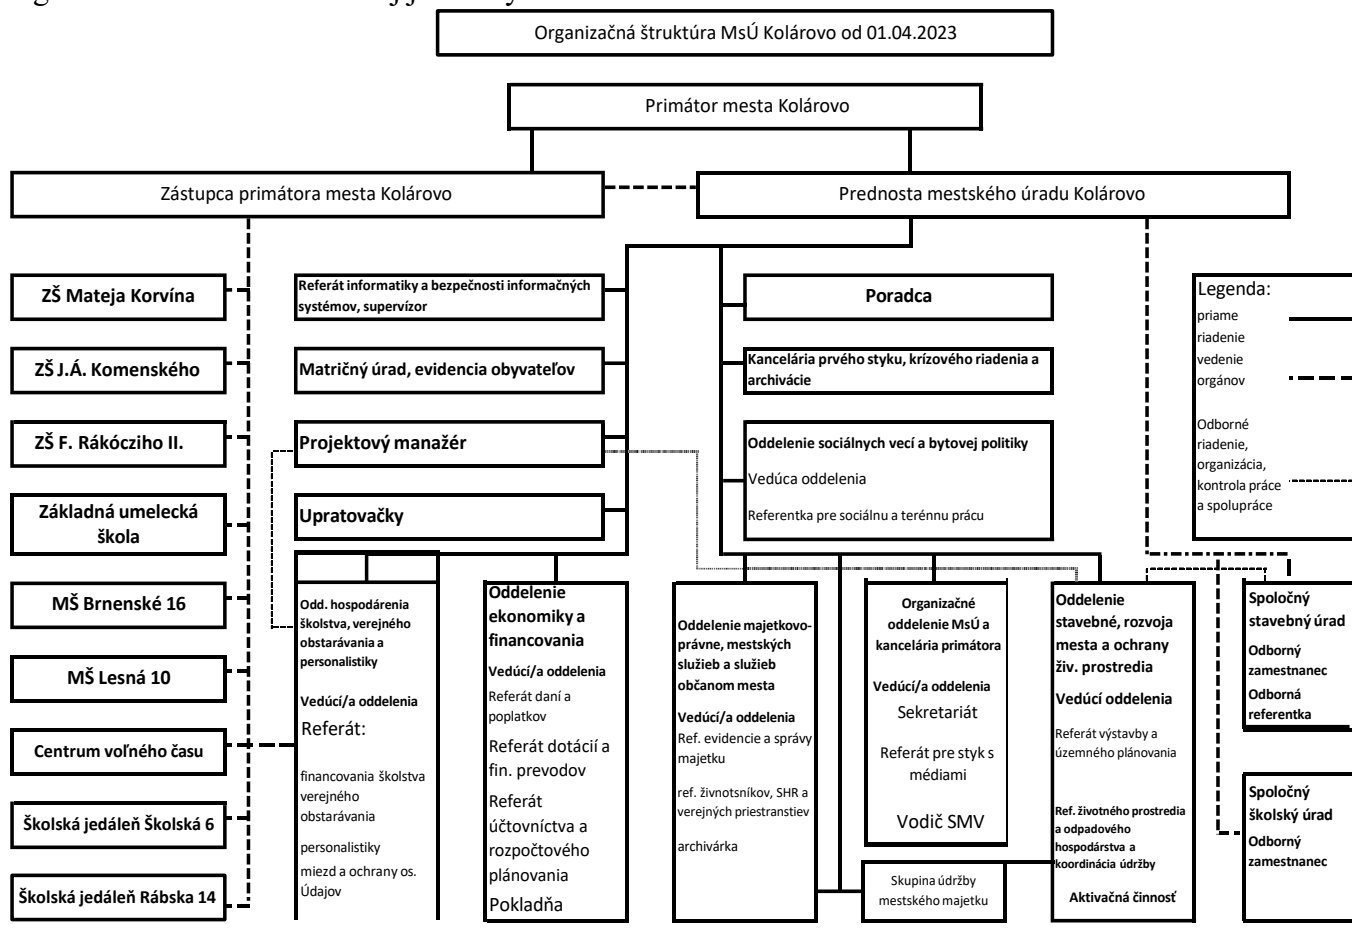 Organizačná štruktúra MsÚ Kolárovo od 01.04.2023
Primátor mesta Kolárovo
Zástupca primátora mesta Kolárovo
Prednosta mestského úradu Kolárovo
ZŠ Mateja Korvína
ZŠ J.Á. Komenského
ZŠ F. Rákócziho II.
Základná umelecká
škola
MŠ Brnenské 16
MŠ Lesná 10
Centrum voľného času
Školská jedáleň Školská 6
Školská jedáleň Rábska 14
Referát informatiky a bezpečnosti informačných
systémov, supervízor
Matričný úrad, evidencia obyvateľov
Projektový manažér
Upratovačky
Poradca
Kancelária prvého styku, krízového riadenia a
archivácie
Oddelenie sociálnych vecí a bytovej politiky
Vedúca oddelenia
Referentka pre sociálnu a terénnu prácu
Legenda:
priame
riadenie
vedenie
orgánov
Odborné
riadenie,
organizácia,
kontrola práce
a spolupráce
Odd. hospodárenia
školstva, verejného
obstarávania a
personalistiky
Vedúcí/a oddelenia
Referát:
financovania školstva
verejného
obstarávania
personalistiky
miezd a ochrany os.
Údajov
Oddelenie
ekonomiky a
financovania
Vedúcí/a oddelenia
Referát daní a
poplatkov
Referát dotácií a
fin. prevodov
Referát
účtovníctva a
rozpočtového
plánovania
Pokladňa
Oddelenie majetkovo-
právne, mestských
služieb a služieb
občanom mesta
Vedúcí/a oddelenia
Ref. evidencie a správy
majetku
ref. živnotsníkov, SHR a
verejných priestranstiev
archivárka
Organizačné
oddelenie MsÚ a
kancelária primátora
Vedúcí/a oddelenia
Sekretariát
Referát pre styk s
médiami
Vodič SMV
Skupina údržby
mestského majetku
Oddelenie
stavebné, rozvoja
mesta a ochrany
živ. prostredia
Vedúcí oddelenia
Referát výstavby a
územného plánovania
Ref. životného prostredia
a odpadového
hospodárstva a
koordinácia údržby
Aktivačná činnosť
Spoločný
stavebný úrad
Odborný
zamestnanec
Odborná
referentka
Spoločný
školský úrad
Odborný
zamestnanec